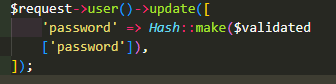 $request->user()->update([
'password' => Hash::make($validated
['password']),
]);